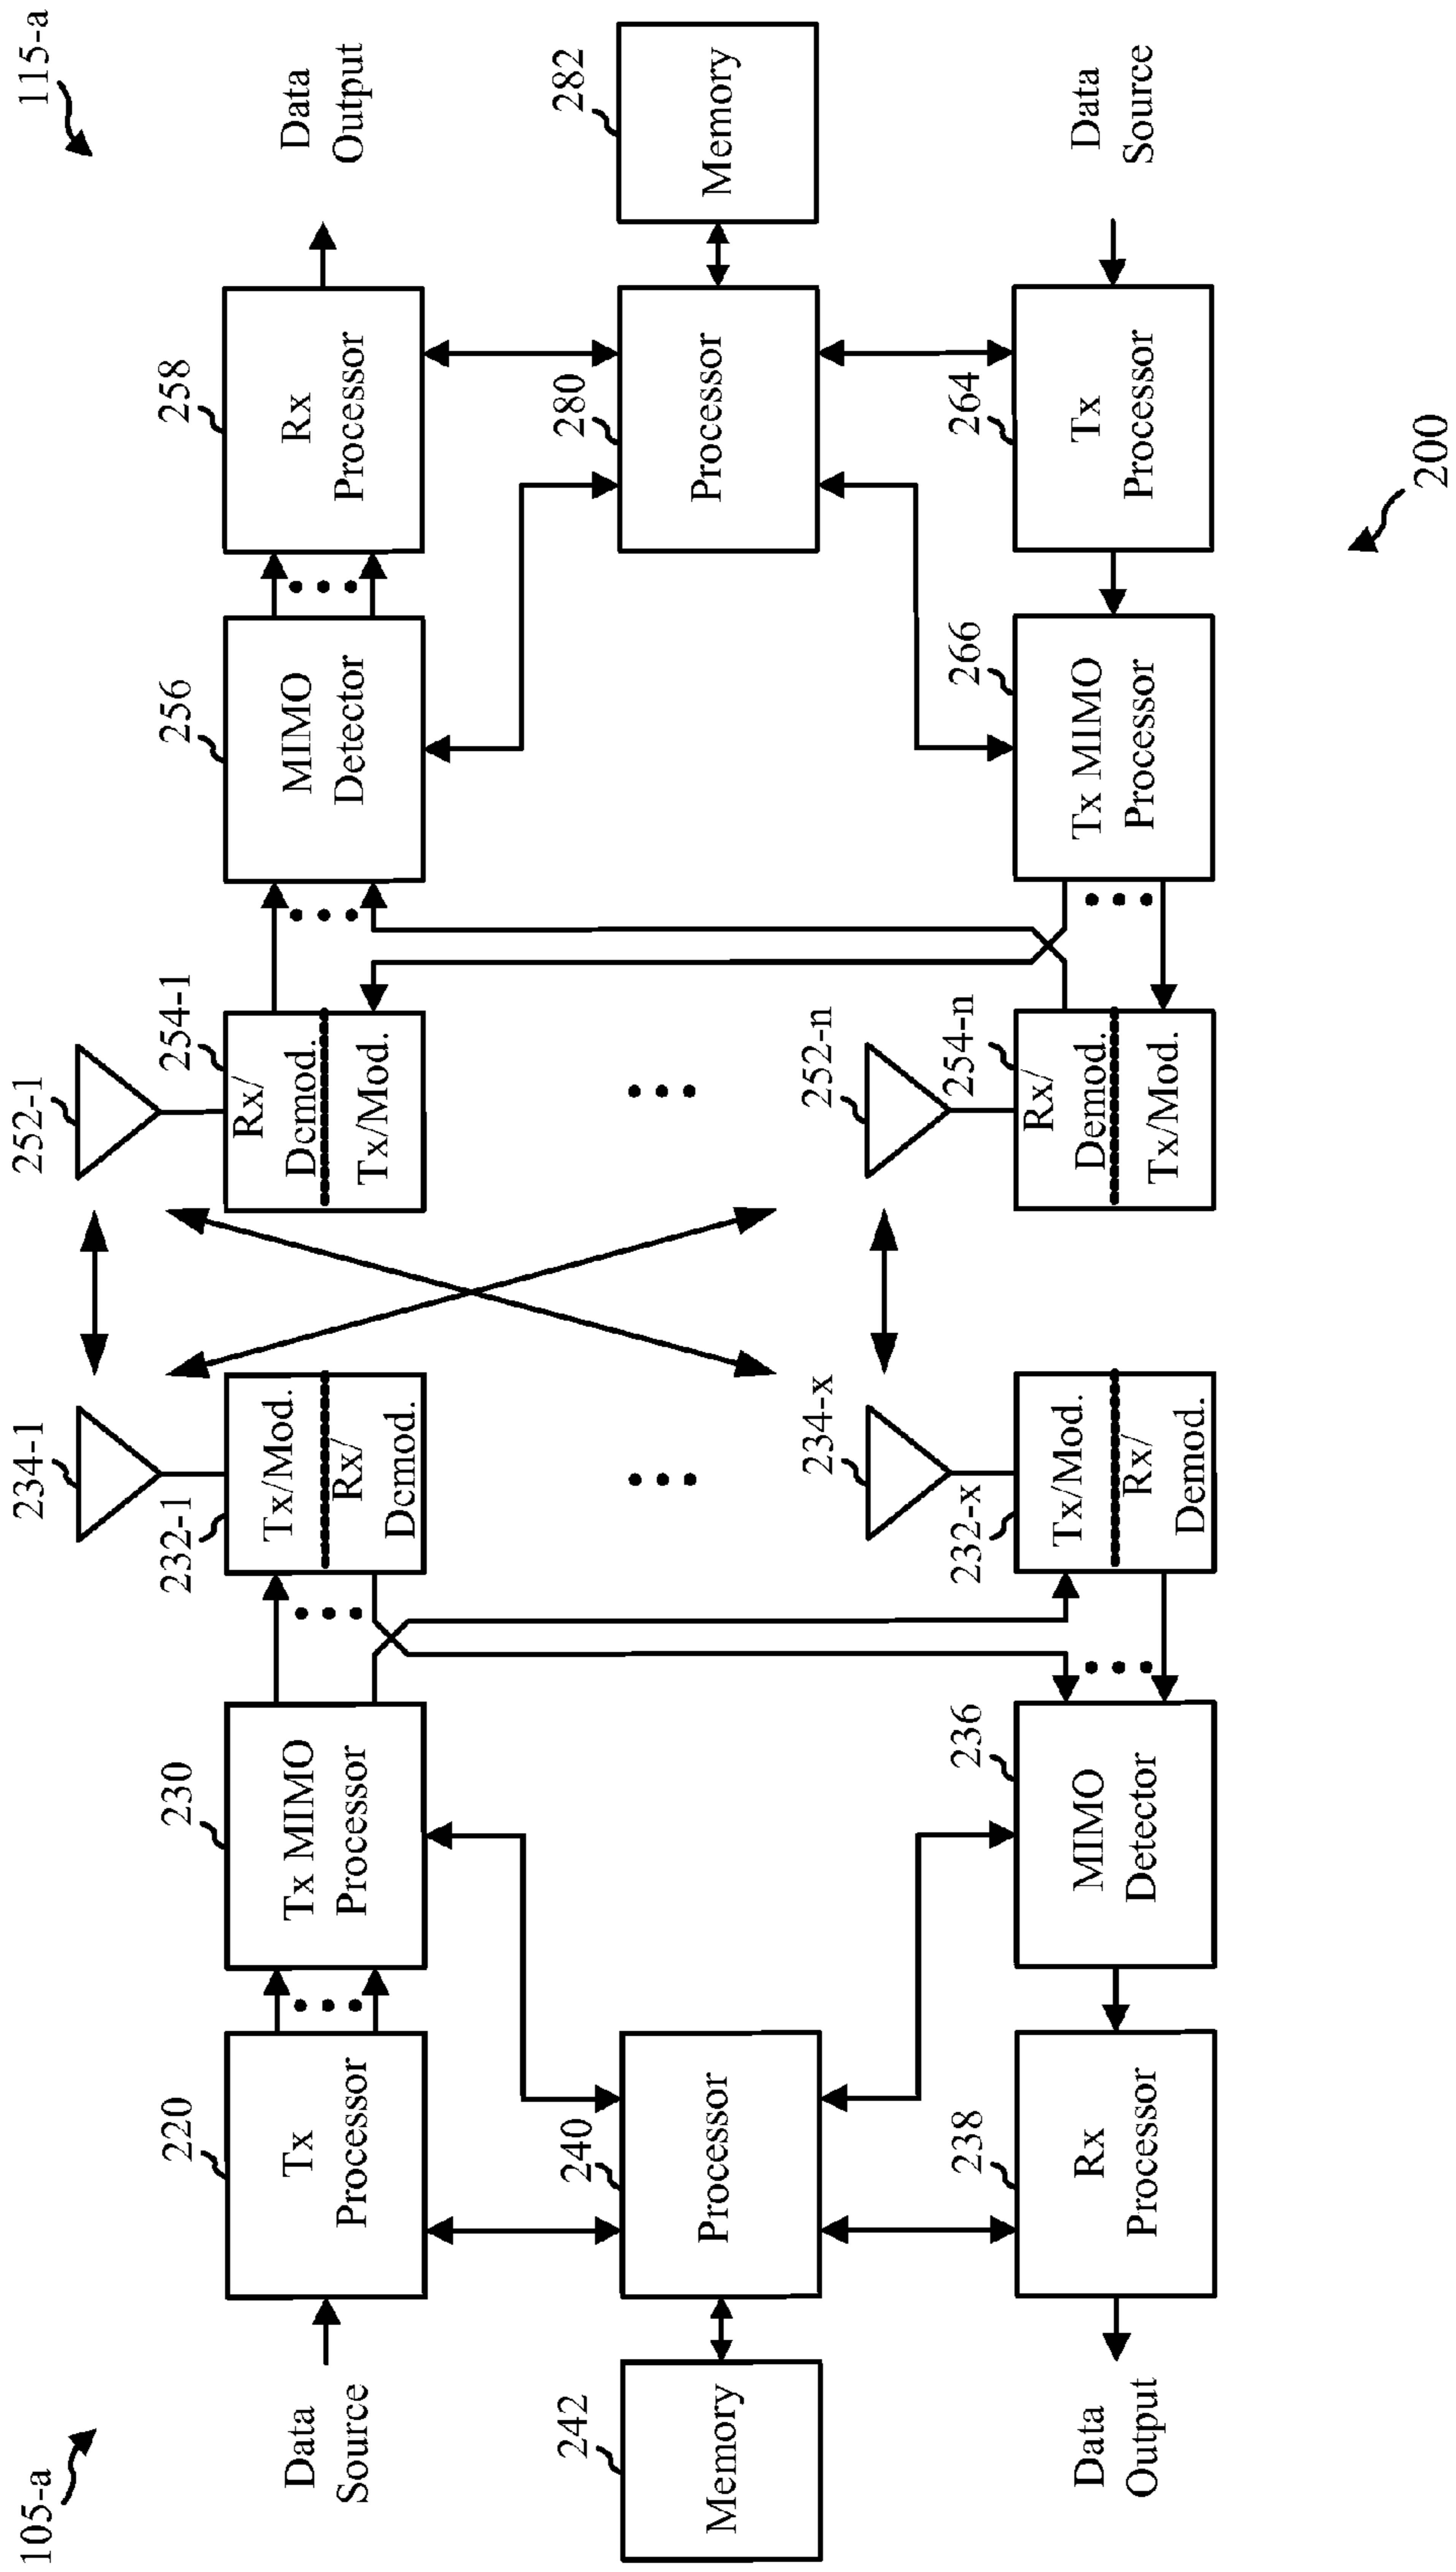 105-a
115-a
234-1
252-1
220
230
232-1
254-1
256
258
Data
Source
Tx
Processor
Tx MIMO
Processor
Tx/Mod.
Rx/
Demod.
Rx/
Demod.
Tx/Mod.
MIMO
Detector
Rx
Processor
Data
Output
242
240
280
282
Memory
Processor
Processor
Memory
234-x
252-n
238
236
232-x
254-n
266
264
Data
Output
Rx
Processor
MIMO
Detector
Tx/Mod.
Rx/
Demod.
Rx/
Demod.
Tx/Mod.
Tx MIMO
Processor
Tx
Processor
Data
Source
200